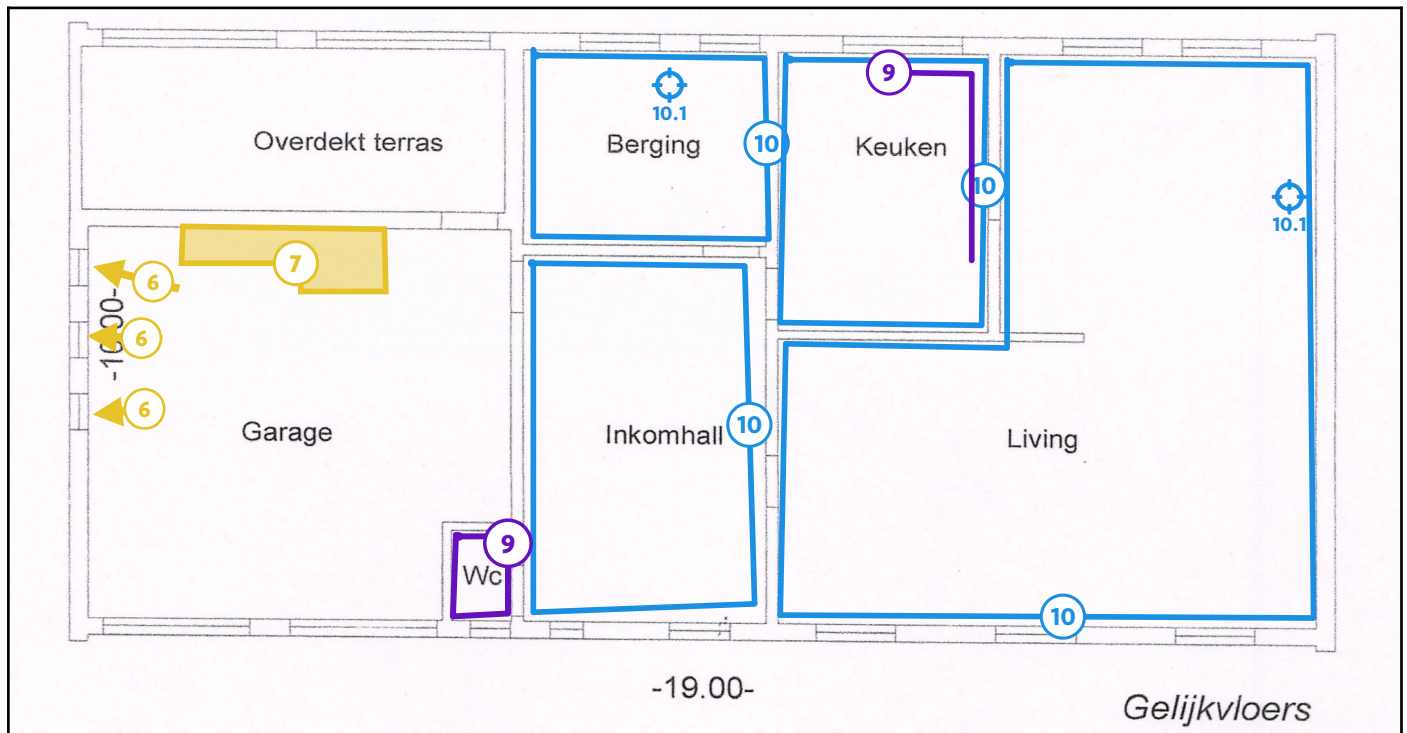 9
10.1
Overdekt terras
Berging
10
Keuken
10
10.1
7
6
-10.00-
6
6
Garage
Inkomhall
10
Living
9
Wc
10
-19.00-
Gelijkvloers